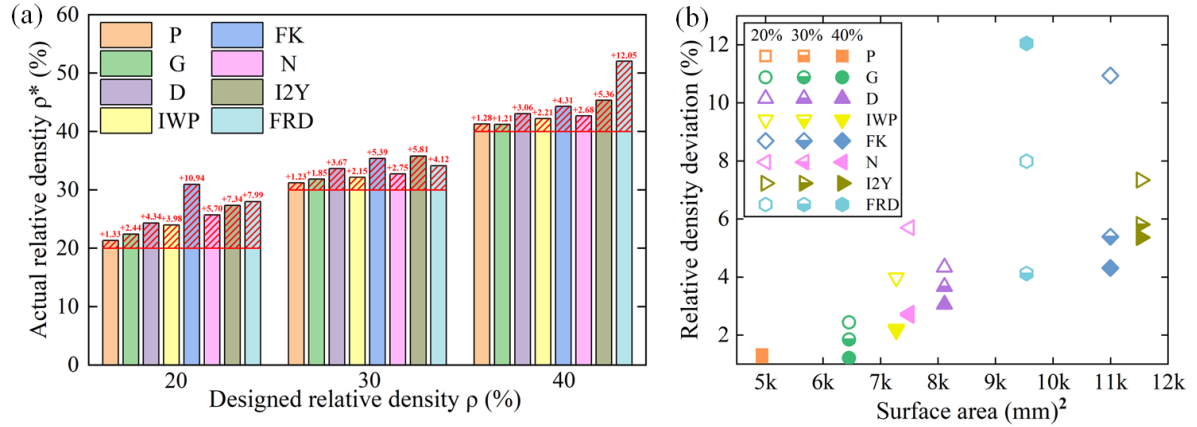 (a)
Actual relative denstiy ρ* (%)
60
50
40
30
20
10
0
P
G
D
IWP
FK
N
I2Y
FRD
+1.33
+2.44
+4.34
+3.98
+10.94
+5.70
+7.34
+7.99
+1.23
+1.85
+3.67
+2.15
+5.39
+2.75
+5.81
+4.12
+1.28
+1.21
+3.06
+2.21
+4.31
+2.68
+5.36
+12.05
20 30 40
Designed relative density ρ (%)
(b)
Relative density deviation (%)
12
10
8
6
4
2
20% 30% 40%
P
G
D
IWP
FK
N
I2Y
FRD
5k 6k 7k 8k 9k 10k 11k 12k
Surface area (mm)²